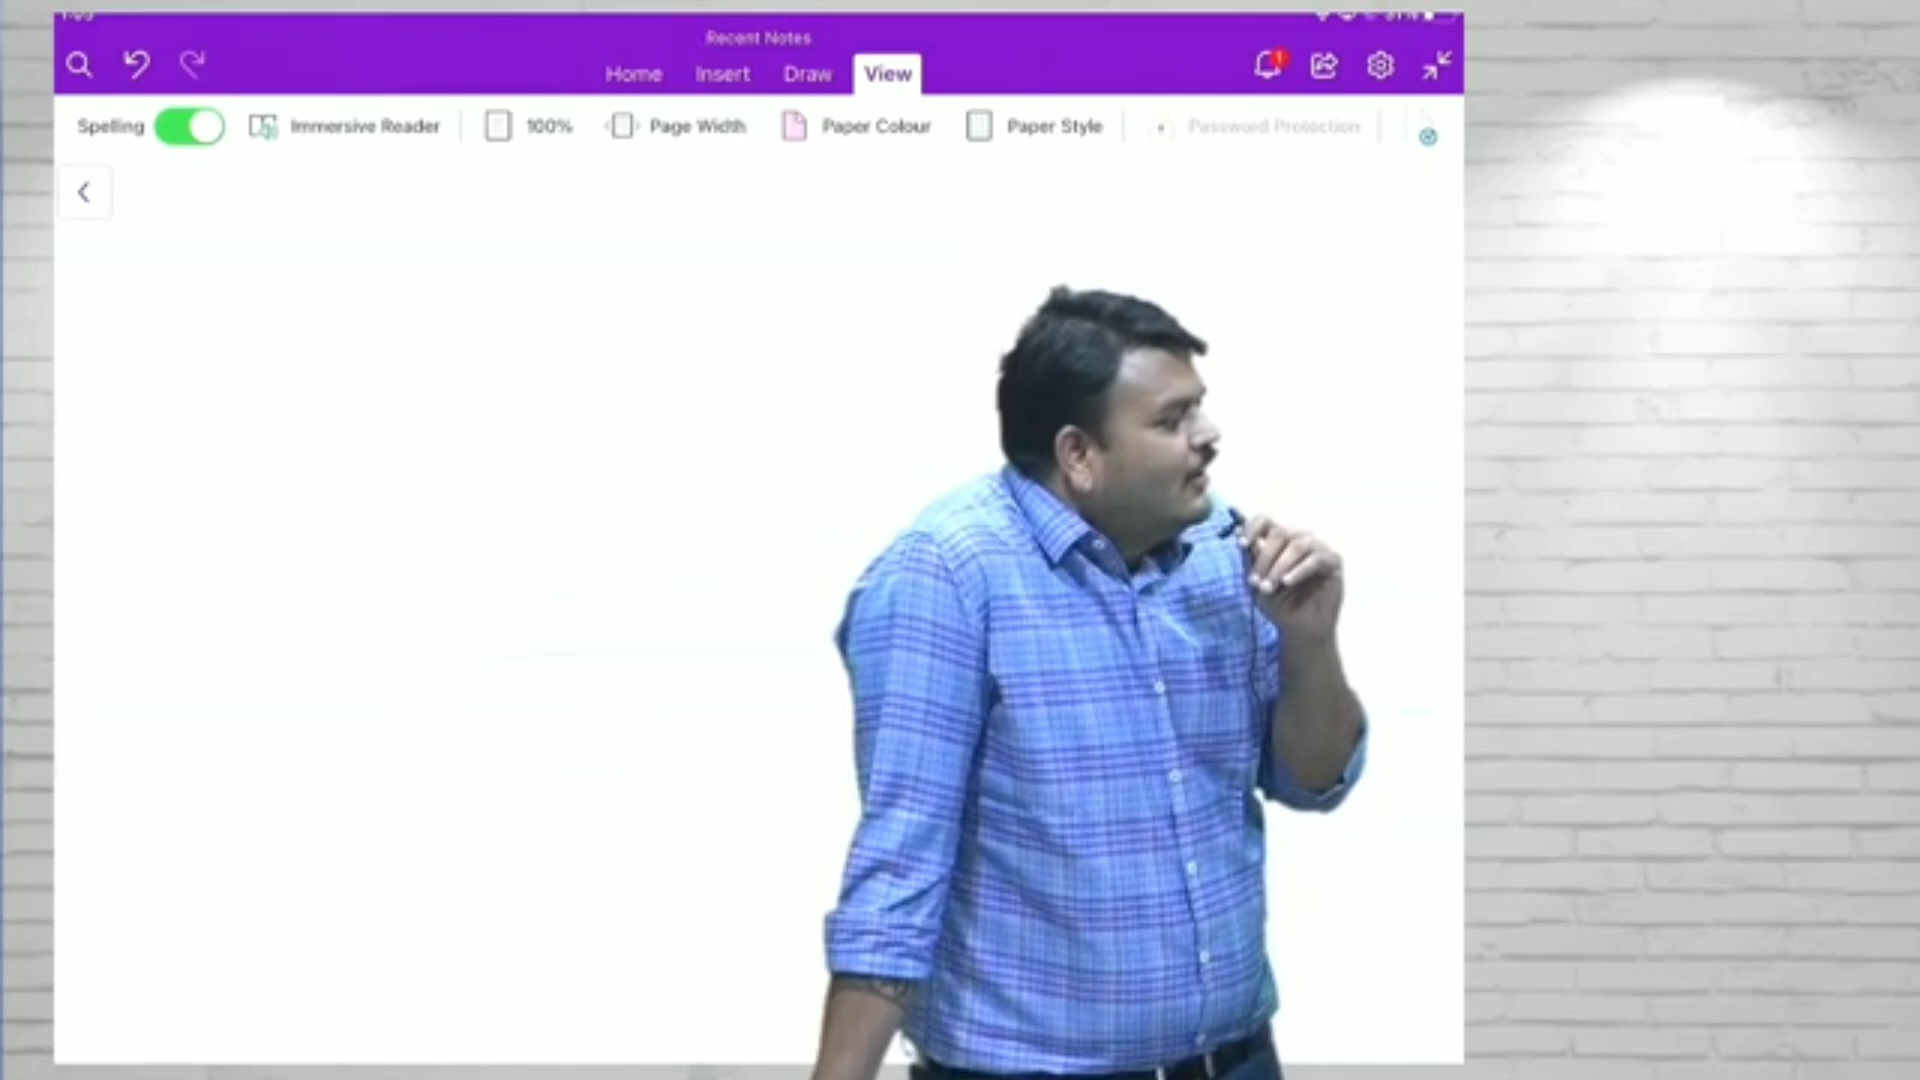 Recent Notes
Home Insert Draw View
Spelling Immersive Reader 100% Page Width Paper Colour Paper Style Password Protection